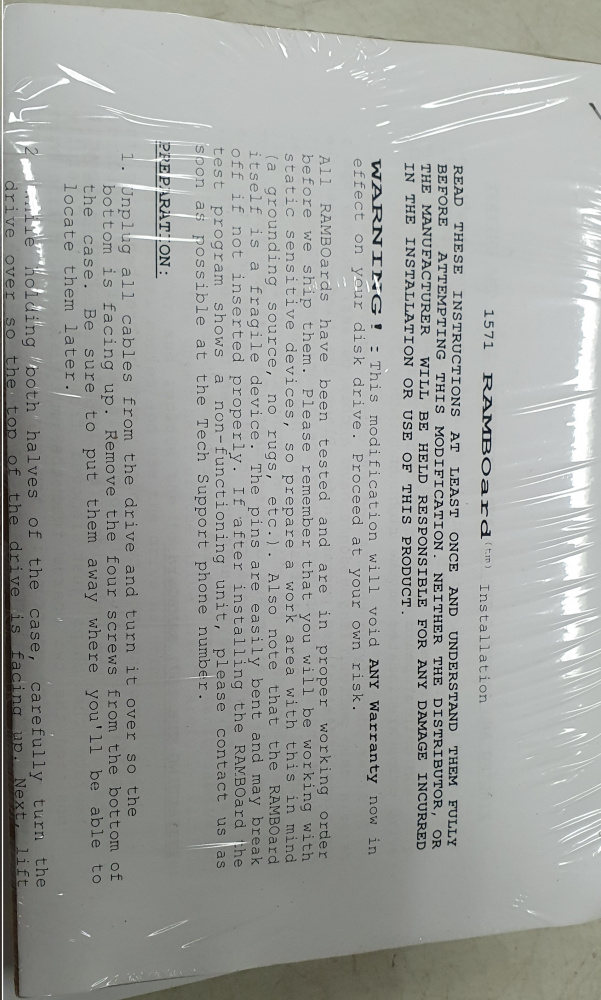 1571 RAMBOard(tm) Installation
READ THESE INSTRUCTIONS AT LEAST ONCE AND UNDERSTAND THEM FULLY
BEFORE ATTEMPTING THIS MODIFICATION. NEITHER THE DISTRIBUTOR, OR
THE MANUFACTURER WILL BE HELD RESPONSIBLE FOR ANY DAMAGE INCURRED
IN THE INSTALLATION OR USE OF THIS PRODUCT.
WARNING! : This modification will void ANY Warranty now in
effect on your disk drive. Proceed at your own risk.
All RAMBOards have been tested and are in proper working order
before we ship them. Please remember that you will be working with
static sensitive devices, so prepare a work area with this in mind
(a grounding source, no rugs, etc.). Also note that the RAMBOard
itself is a fragile device. The pins are easily bent and may break
off if not inserted properly. If after installing the RAMBOard the
test program shows a non-functioning unit, please contact us as
soon as possible at the Tech Support phone number.
PREPARATION:
1. Unplug all cables from the drive and turn it over so the
bottom is facing up. Remove the four screws from the bottom of
the case. Be sure to put them away where you'll be able to
locate them later.
2. While holding both halves of the case, carefully turn the
drive over so the top of the drive is facing up. Next, lift